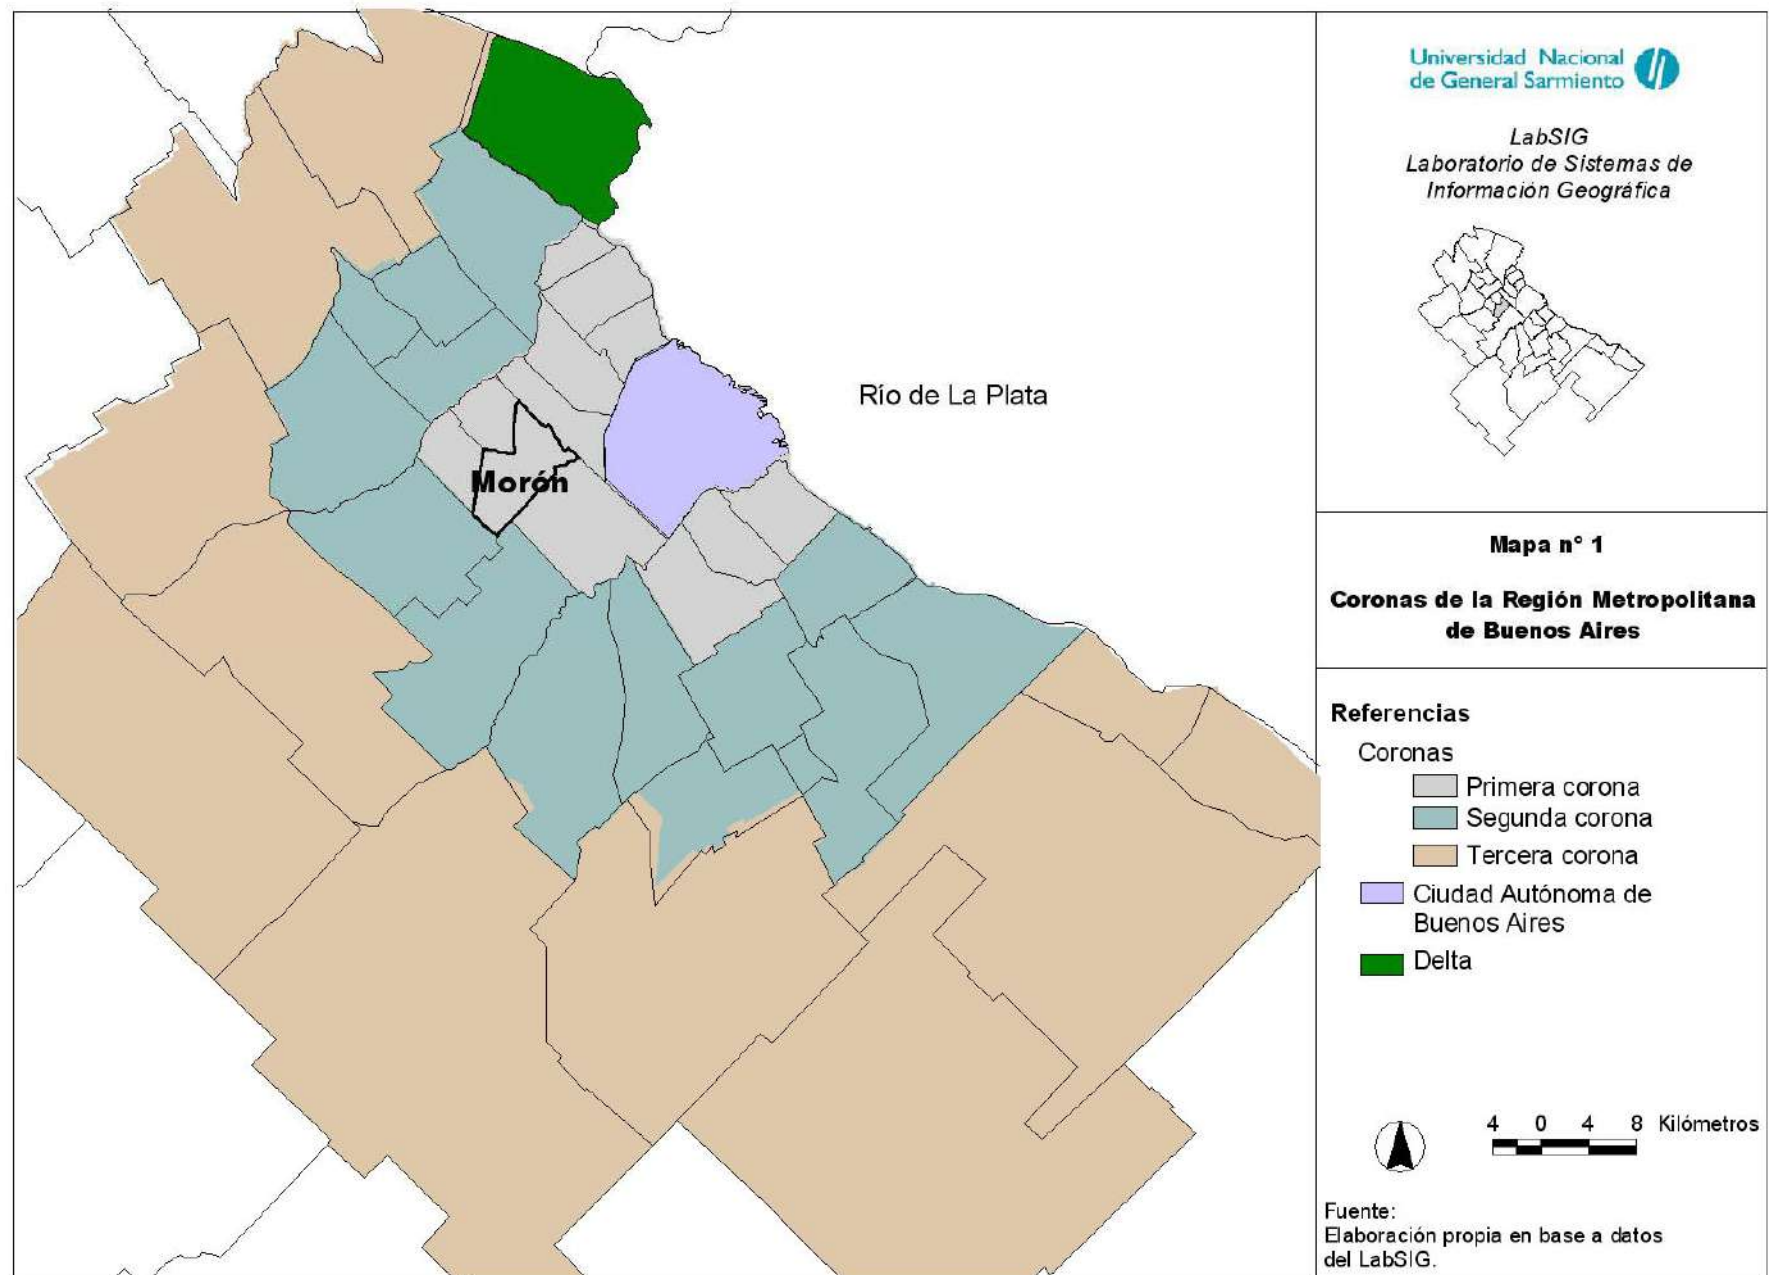 Morón
Río de La Plata
Universidad Nacional
de General Sarmiento
LabSIG
Laboratorio de Sistemas de
Información Geográfica
Mapa n° 1
Coronas de la Región Metropolitana
de Buenos Aires
Referencias
Coronas
Primera corona
Segunda corona
Tercera corona
Ciudad Autónoma de
Buenos Aires
Delta
4 0 4 8 Kilómetros
Fuente:
Elaboración propia en base a datos
del LabSIG.